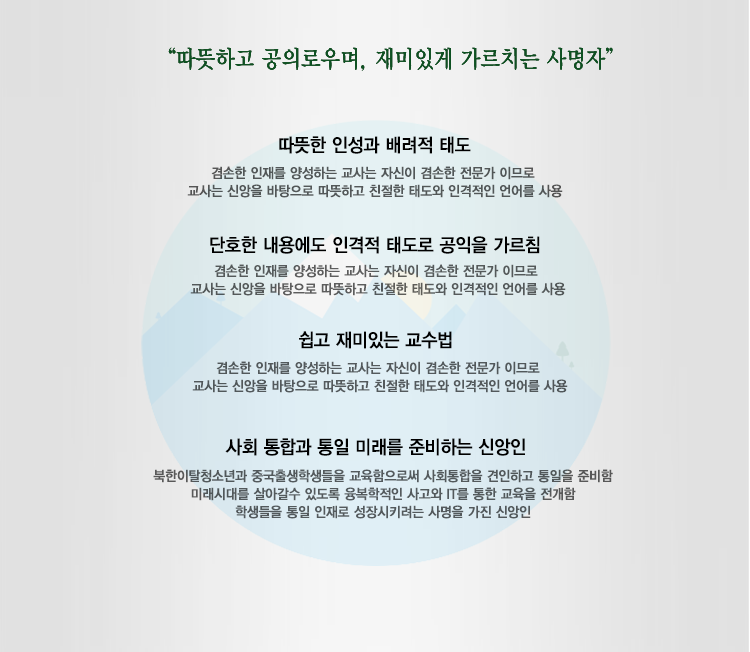 “따뜻하고 공의로우며, 재미있게 가르치는 사명자”
따뜻한 인성과 배려적 태도
겸손한 인재를 양성하는 교사는 자신이 겸손한 전문가 이므로
교사는 신앙을 바탕으로 따뜻하고 친절한 태도와 인격적인 언어를 사용
단호한 내용에도 인격적 태도로 공익을 가르침
겸손한 인재를 양성하는 교사는 자신이 겸손한 전문가 이므로
교사는 신앙을 바탕으로 따뜻하고 친절한 태도와 인격적인 언어를 사용
쉽고 재미있는 교수법
겸손한 인재를 양성하는 교사는 자신이 겸손한 전문가 이므로
교사는 신앙을 바탕으로 따뜻하고 친절한 태도와 인격적인 언어를 사용
사회 통합과 통일 미래를 준비하는 신앙인
북한이탈청소년과 중국출생학생들을 교육함으로써 사회통합을 견인하고 통일을 준비함
미래시대를 살아갈수 있도록 융복학적인 사고와 IT를 통한 교육을 전개함
학생들을 통일 인재로 성장시키려는 사명을 가진 신앙인